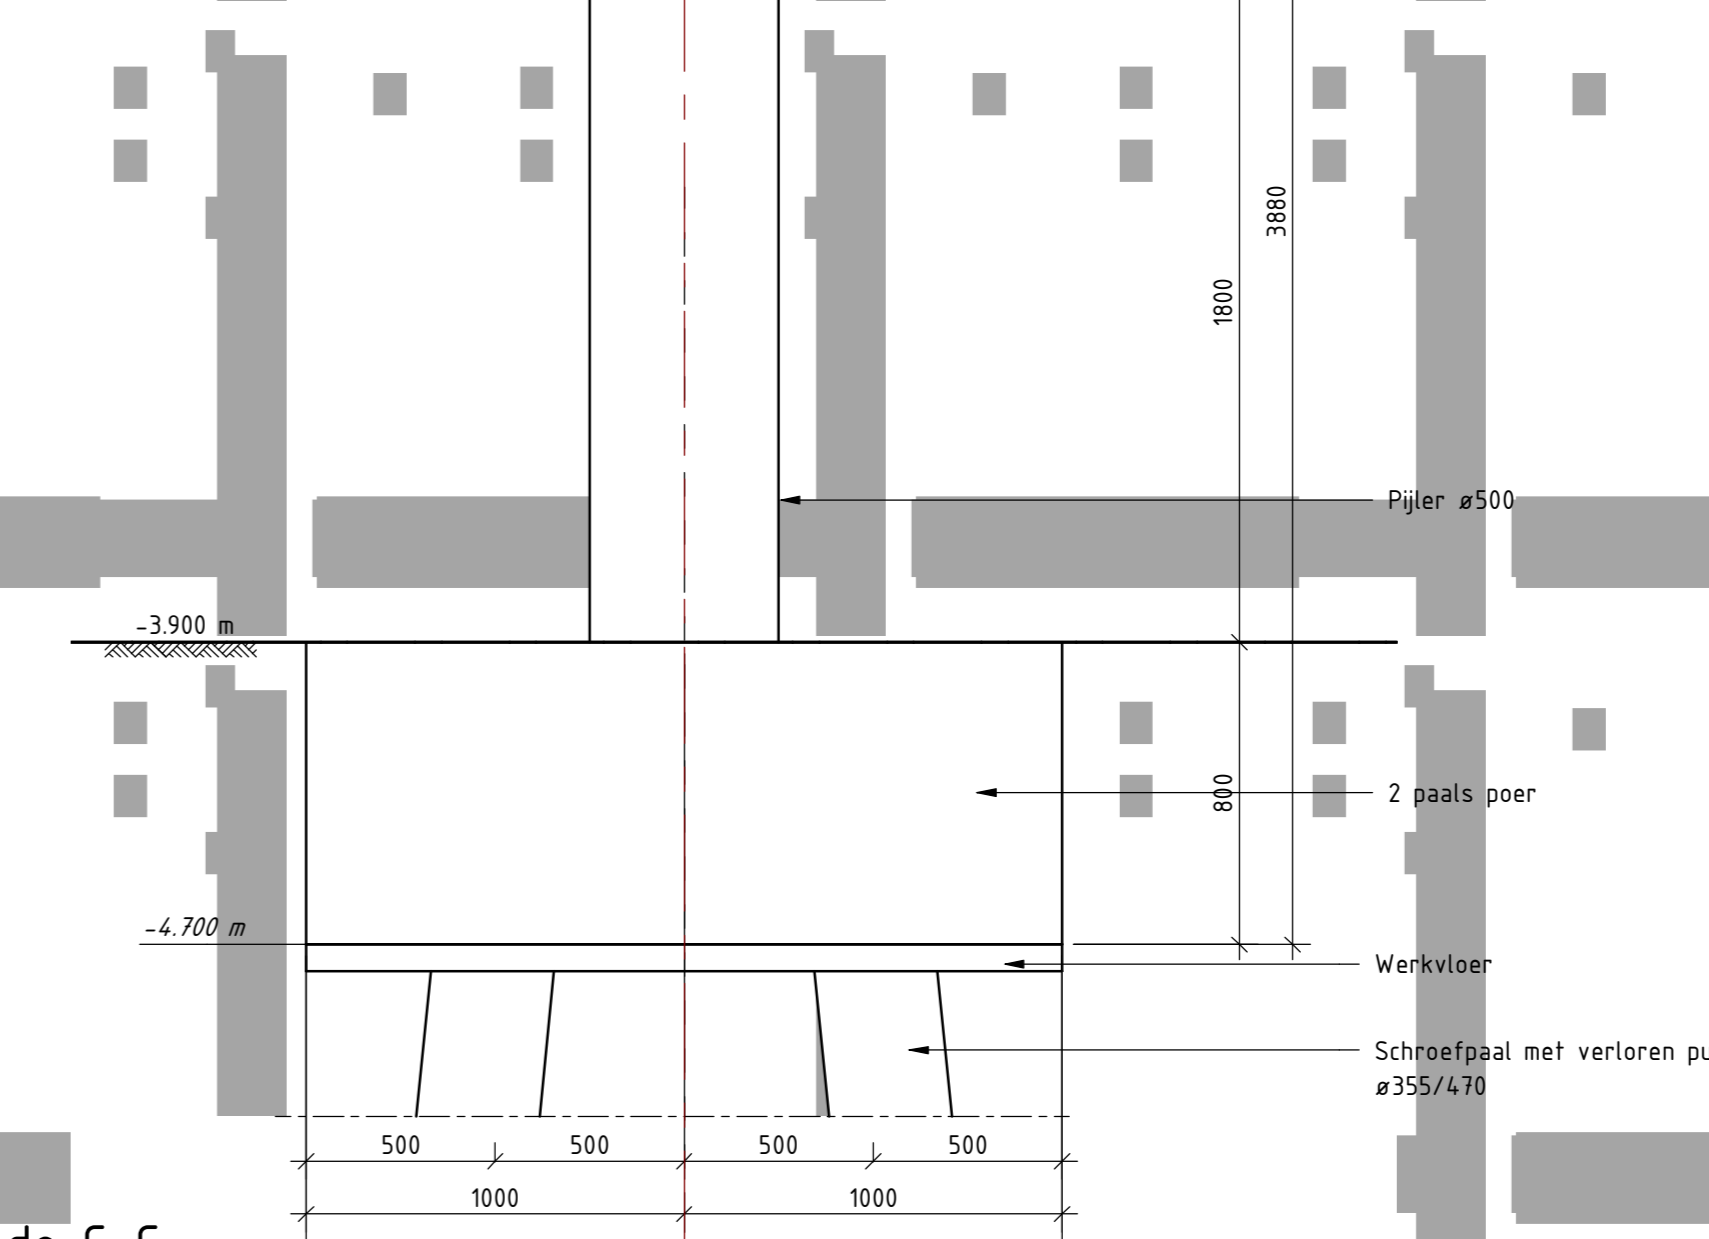 3880
1800
Pijler ø500
-3.900 m
800
2 paals poer
-4.700 m
Werkvloer
Schroefpaal met verloren
ø355/470
500 500 500 500
1000 1000